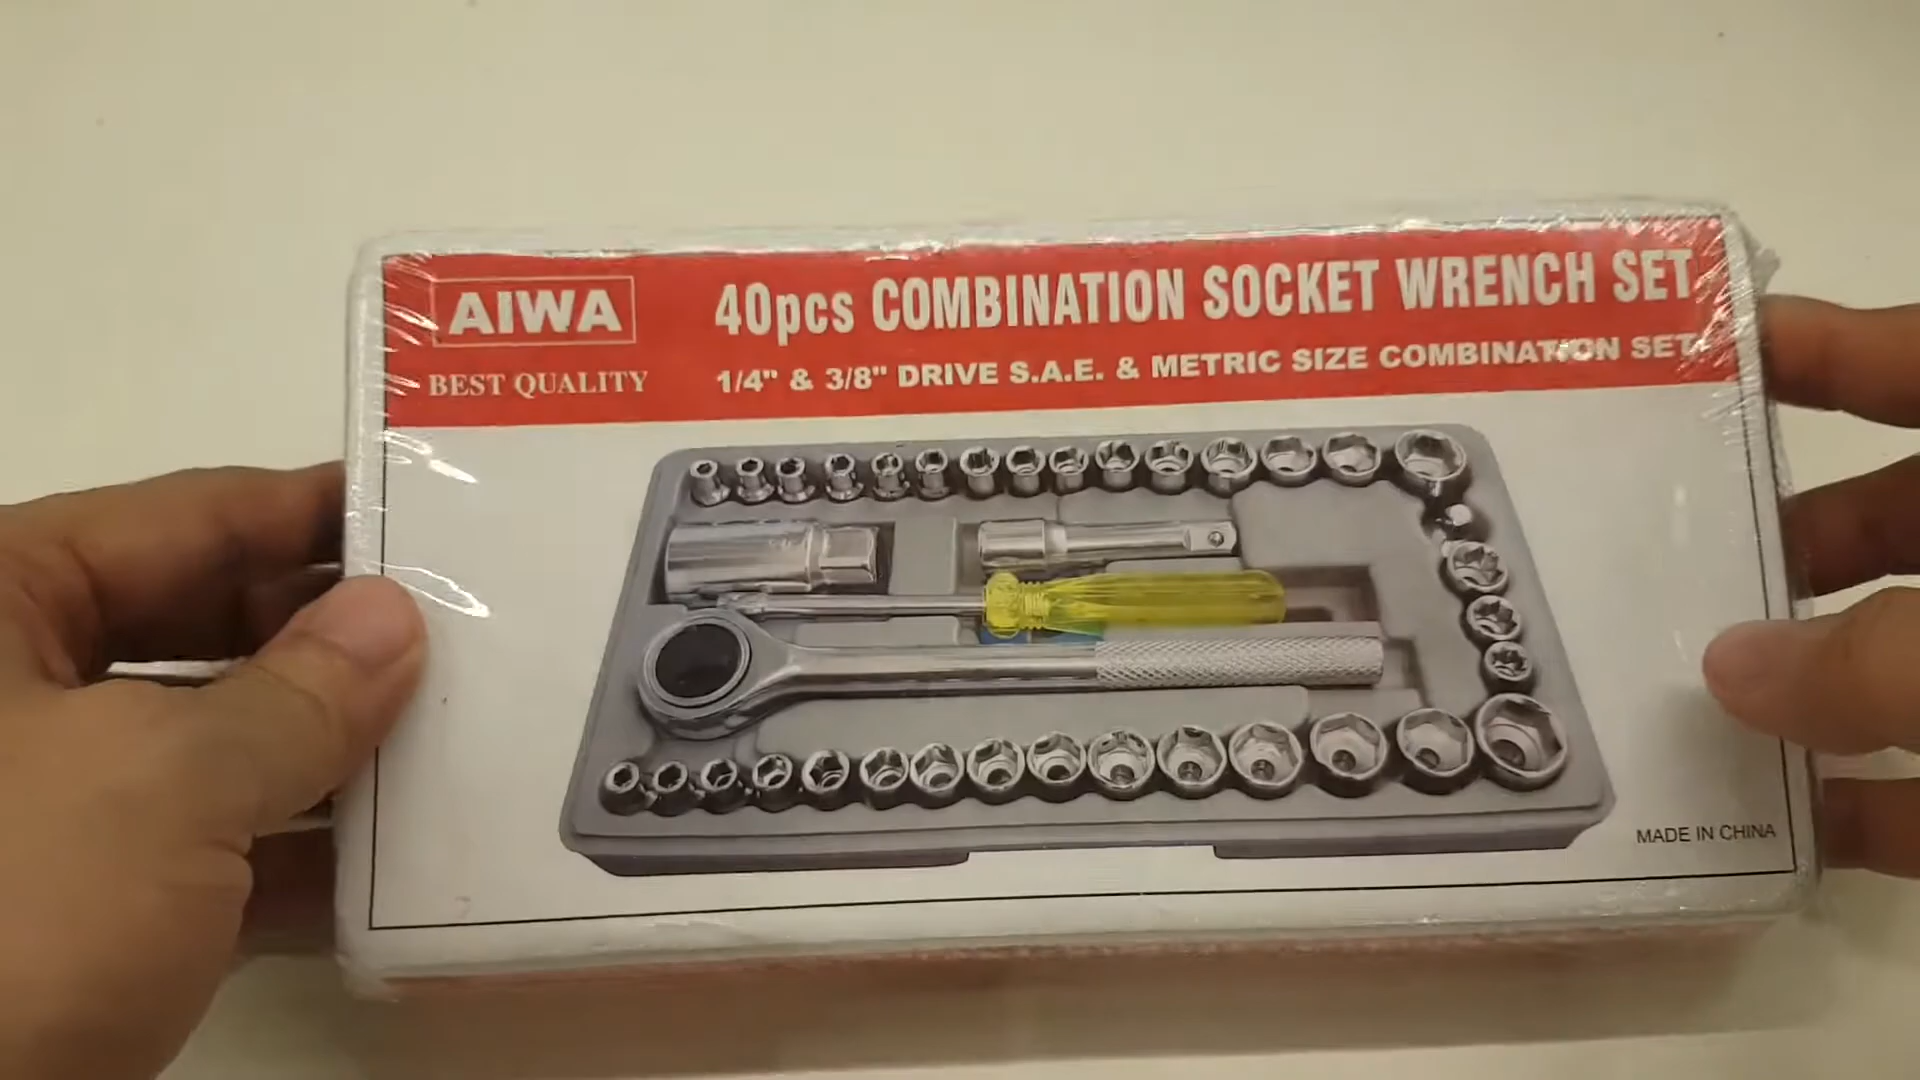 AIWA
BEST QUALITY
40pcs COMBINATION SOCKET WRENCH SET
1/4" & 3/8" DRIVE S.A.E. & METRIC SIZE COMBINATION SET
MADE IN CHINA